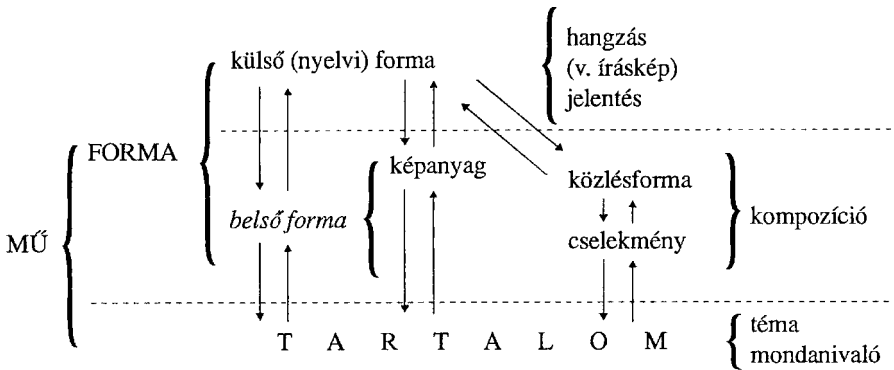 külső (nyelvi) forma
hangzás
(v. íráskép)
jelentés
FORMA
képanyag
közlésforma
belső forma
cselekmény
kompozíció
MŰ
T A R T A L O M
téma
mondanivaló